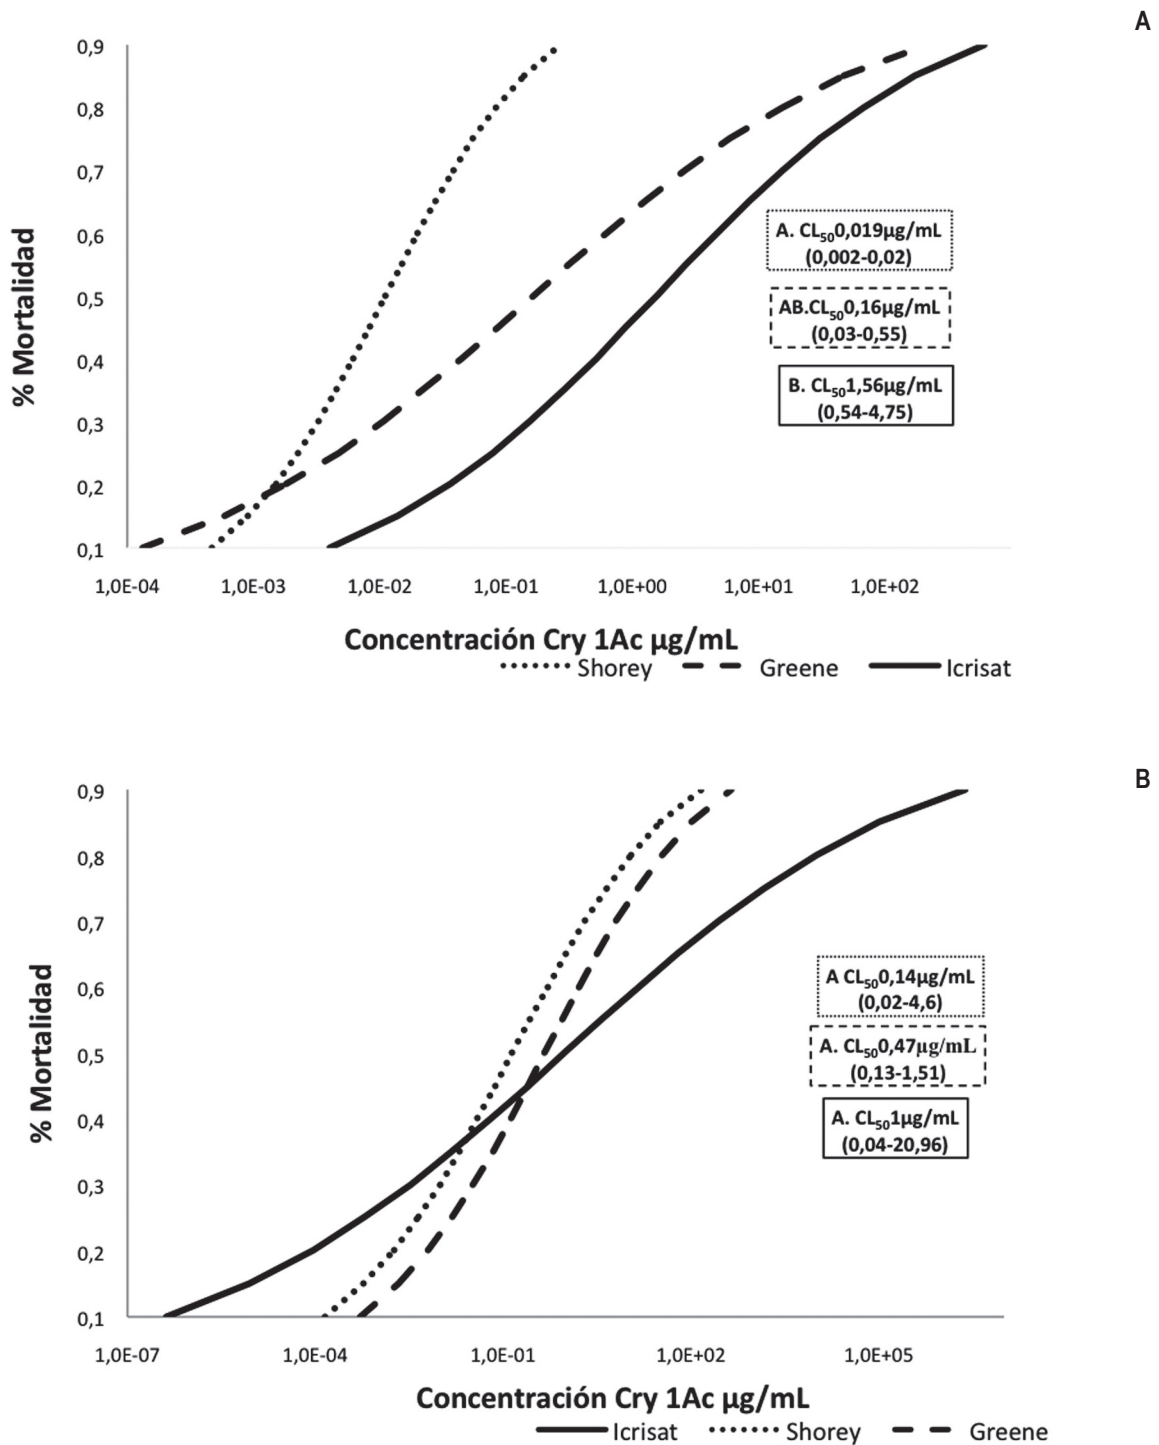 A
0,9
0,8
0,7
0,6
0,5
0,4
0,3
0,2
0,1
% Mortalidad
A. CL50 0,019µg/mL
(0,002-0,02)
AB.CL50 0,16µg/mL
(0,03-0,55)
B. CL50 1,56µg/mL
(0,54-4,75)
1,0E-04 1,0E-03 1,0E-02 1,0E-01 1,0E+00 1,0E+01 1,0E+02
Concentración Cry 1Ac µg/mL
Shorey Greene Icrisat
B
0,9
0,8
0,7
0,6
0,5
0,4
0,3
0,2
0,1
% Mortalidad
A CL50 0,14µg/mL
(0,02-4,6)
A. CL50 0,47µg/mL
(0,13-1,51)
A. CL50 1µg/mL
(0,04-20,96)
1,0E-07 1,0E-04 1,0E-01 1,0E+02 1,0E+05
Concentración Cry 1Ac µg/mL
Icrisat Shorey Greene